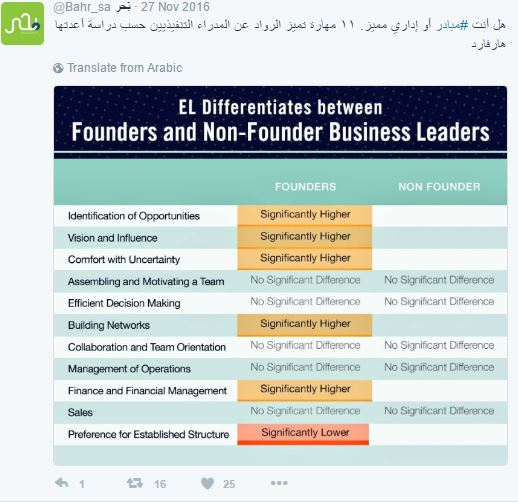 @Bahr_sa بَحر · 27 Nov 2016
هل أنت #مبادر أو إداري مميز. ١١ مهارة تميز الرواد عن المدراء التنفيذيين حسب دراسة أعدتها
هارفارد
Translate from Arabic
EL Differentiates between
Founders and Non-Founder Business Leaders
FOUNDERS NON FOUNDER
Identification of Opportunities Significantly Higher
Vision and Influence Significantly Higher
Comfort with Uncertainty Significantly Higher
Assembling and Motivating a Team No Significant Difference No Significant Difference
Efficient Decision Making No Significant Difference No Significant Difference
Building Networks Significantly Higher
Collaboration and Team Orientation No Significant Difference No Significant Difference
Management of Operations No Significant Difference No Significant Difference
Finance and Financial Management Significantly Higher
Sales No Significant Difference No Significant Difference
Preference for Established Structure Significantly Lower
1 16 25